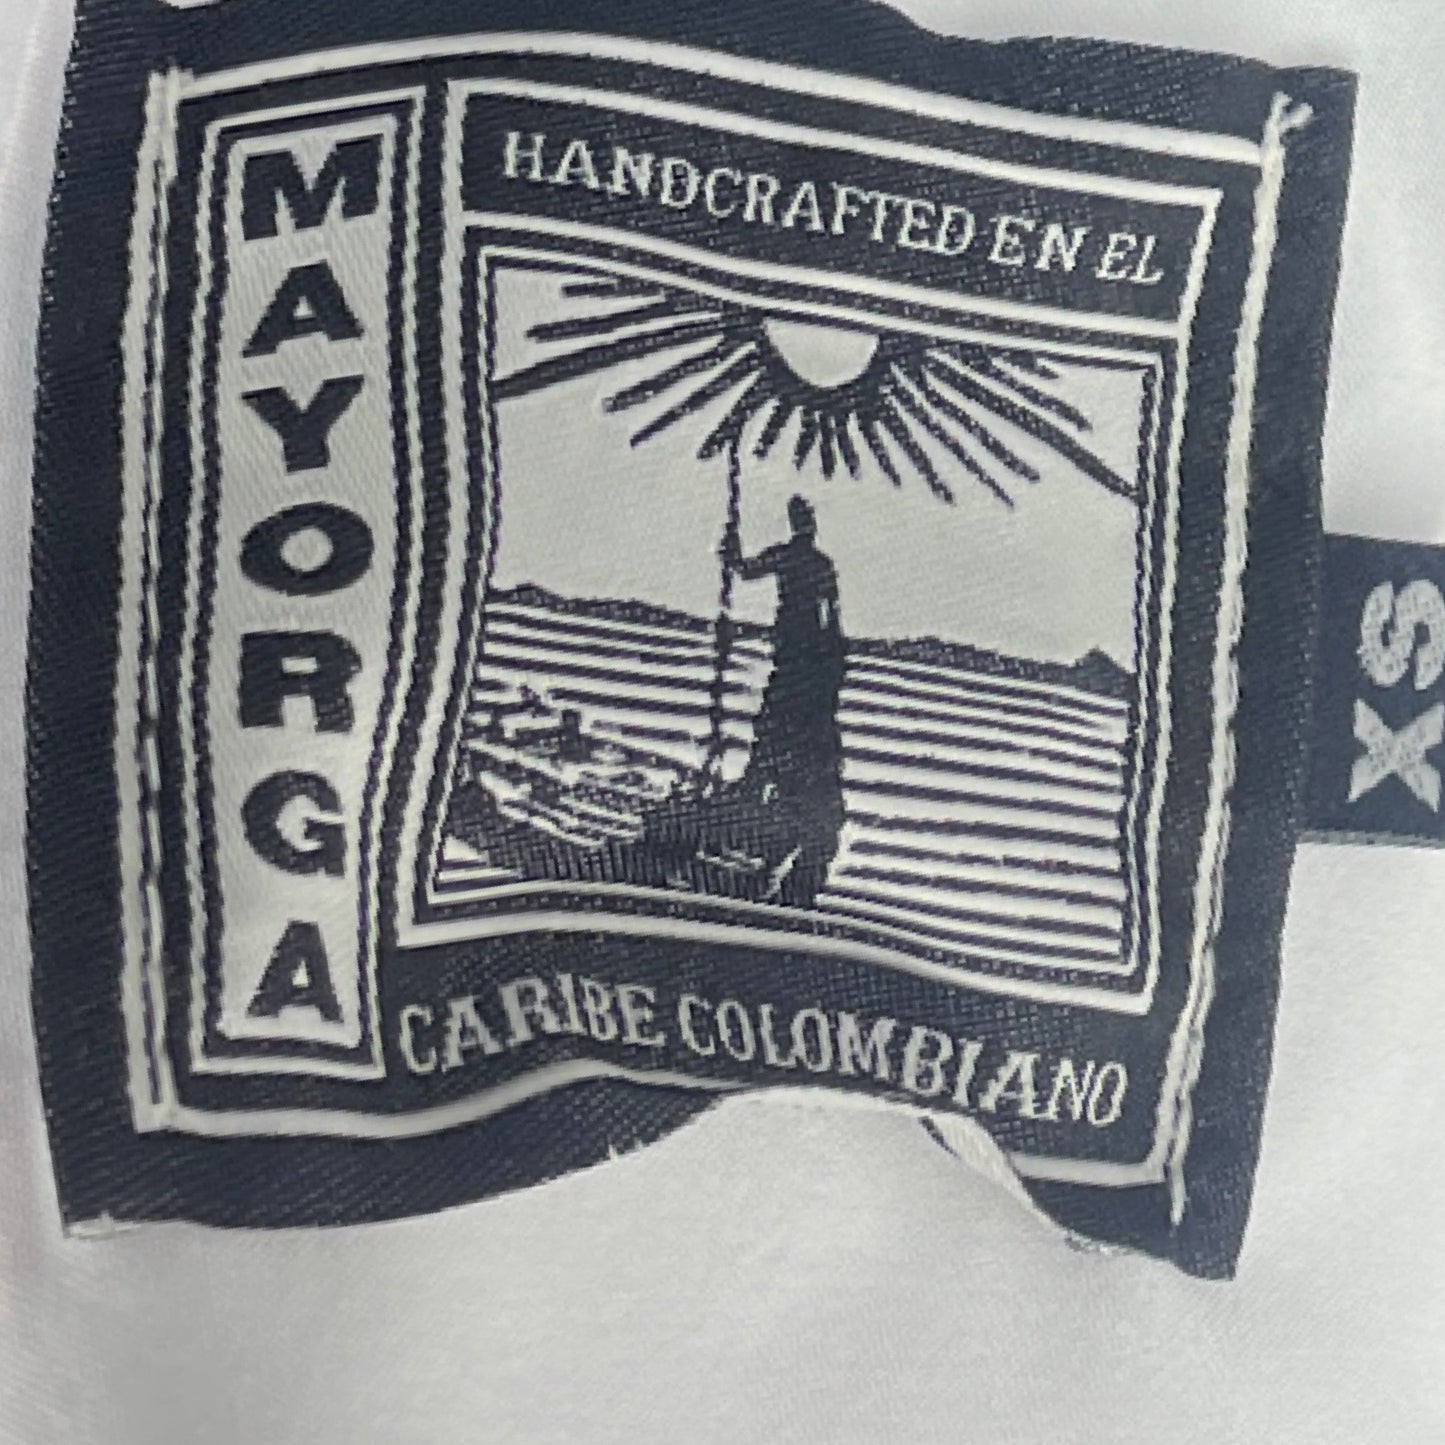 MAYORGA
HANDCRAFTED EN EL
CARIBE COLOMBIANO
XS